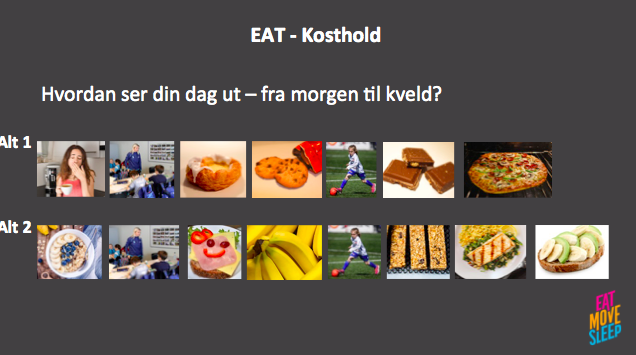 EAT - Kosthold
Hvordan ser din dag ut – fra morgen til kveld?
Alt 1
Alt 2
EAT
MOVE
SLEEP